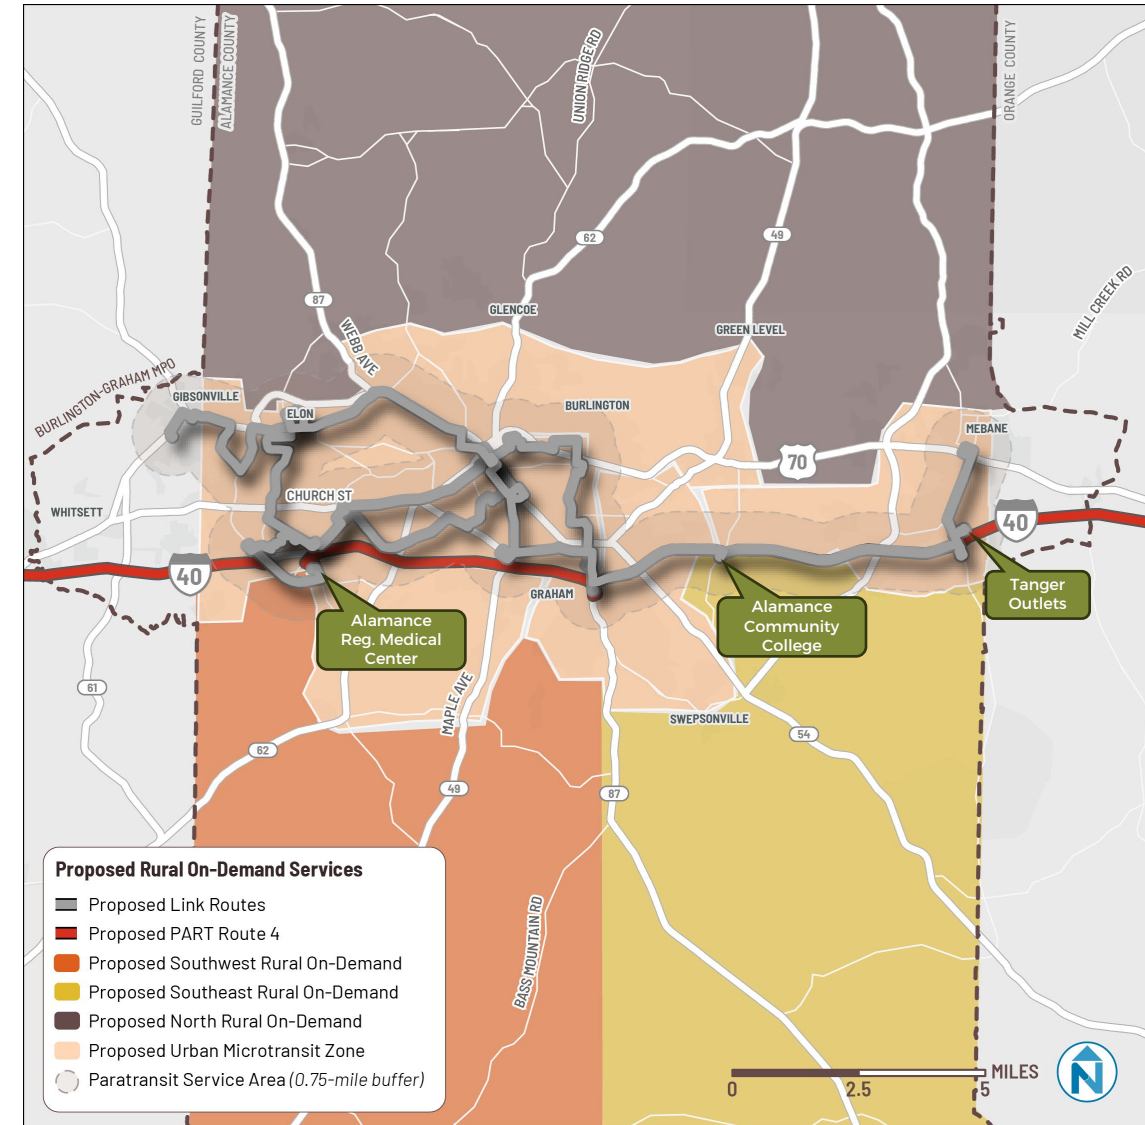 GUILFORD COUNTY
ALAMANCE COUNTY
UNION RIDGE RD
ORANGE COUNTY
62
49
MILL CREEK RD
87
GLENCOE
GREEN LEVEL
WEBB AVE
BURLINGTON-GRAHAM MPO
GIBSONVILLE
ELON
BURLINGTON
MEBANE
70
CHURCH ST
WHITSETT
40
40
GRAHAM
Tanger
Outlets
Alamance
Reg. Medical
Center
Alamance
Community
College
61
MAPLE AVE
SWEPSONVILLE
62
54
49
87
BASS MOUNTAIN RD
Proposed Rural On-Demand Services
Proposed Link Routes
Proposed PART Route 4
Proposed Southwest Rural On-Demand
Proposed Southeast Rural On-Demand
Proposed North Rural On-Demand
Proposed Urban Microtransit Zone
Paratransit Service Area (0.75-mile buffer)
MILES
0 2.5 5
N